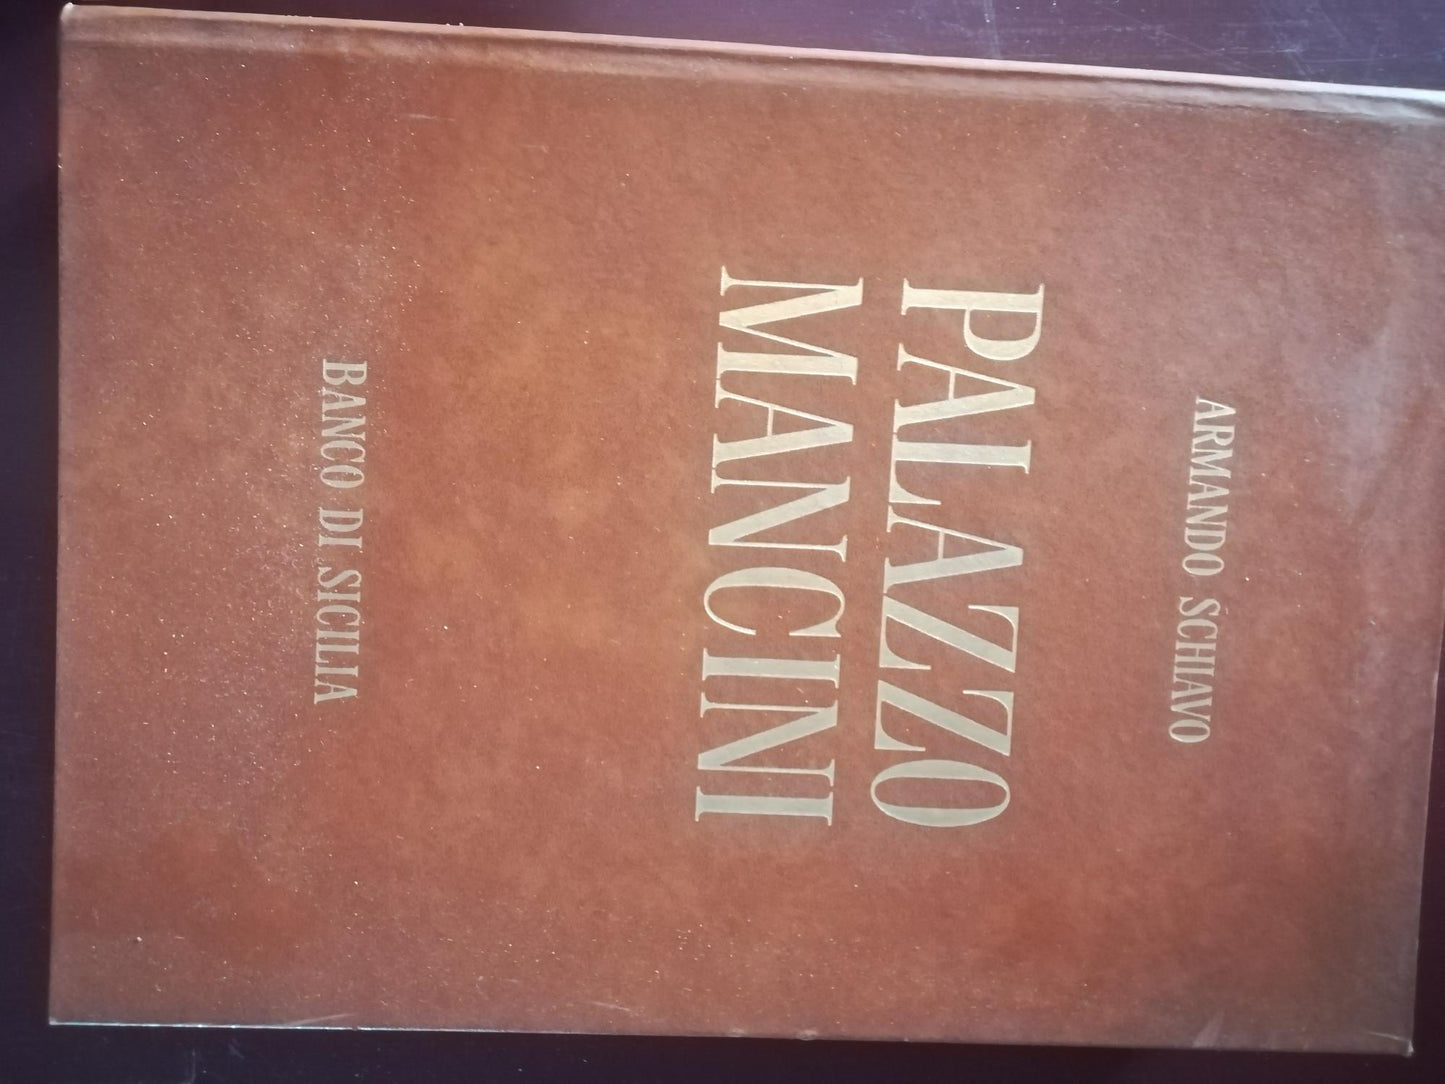 ARMANDO SCHIAVO
PALAZZO
MANCINI
BANCO DI SICILIA